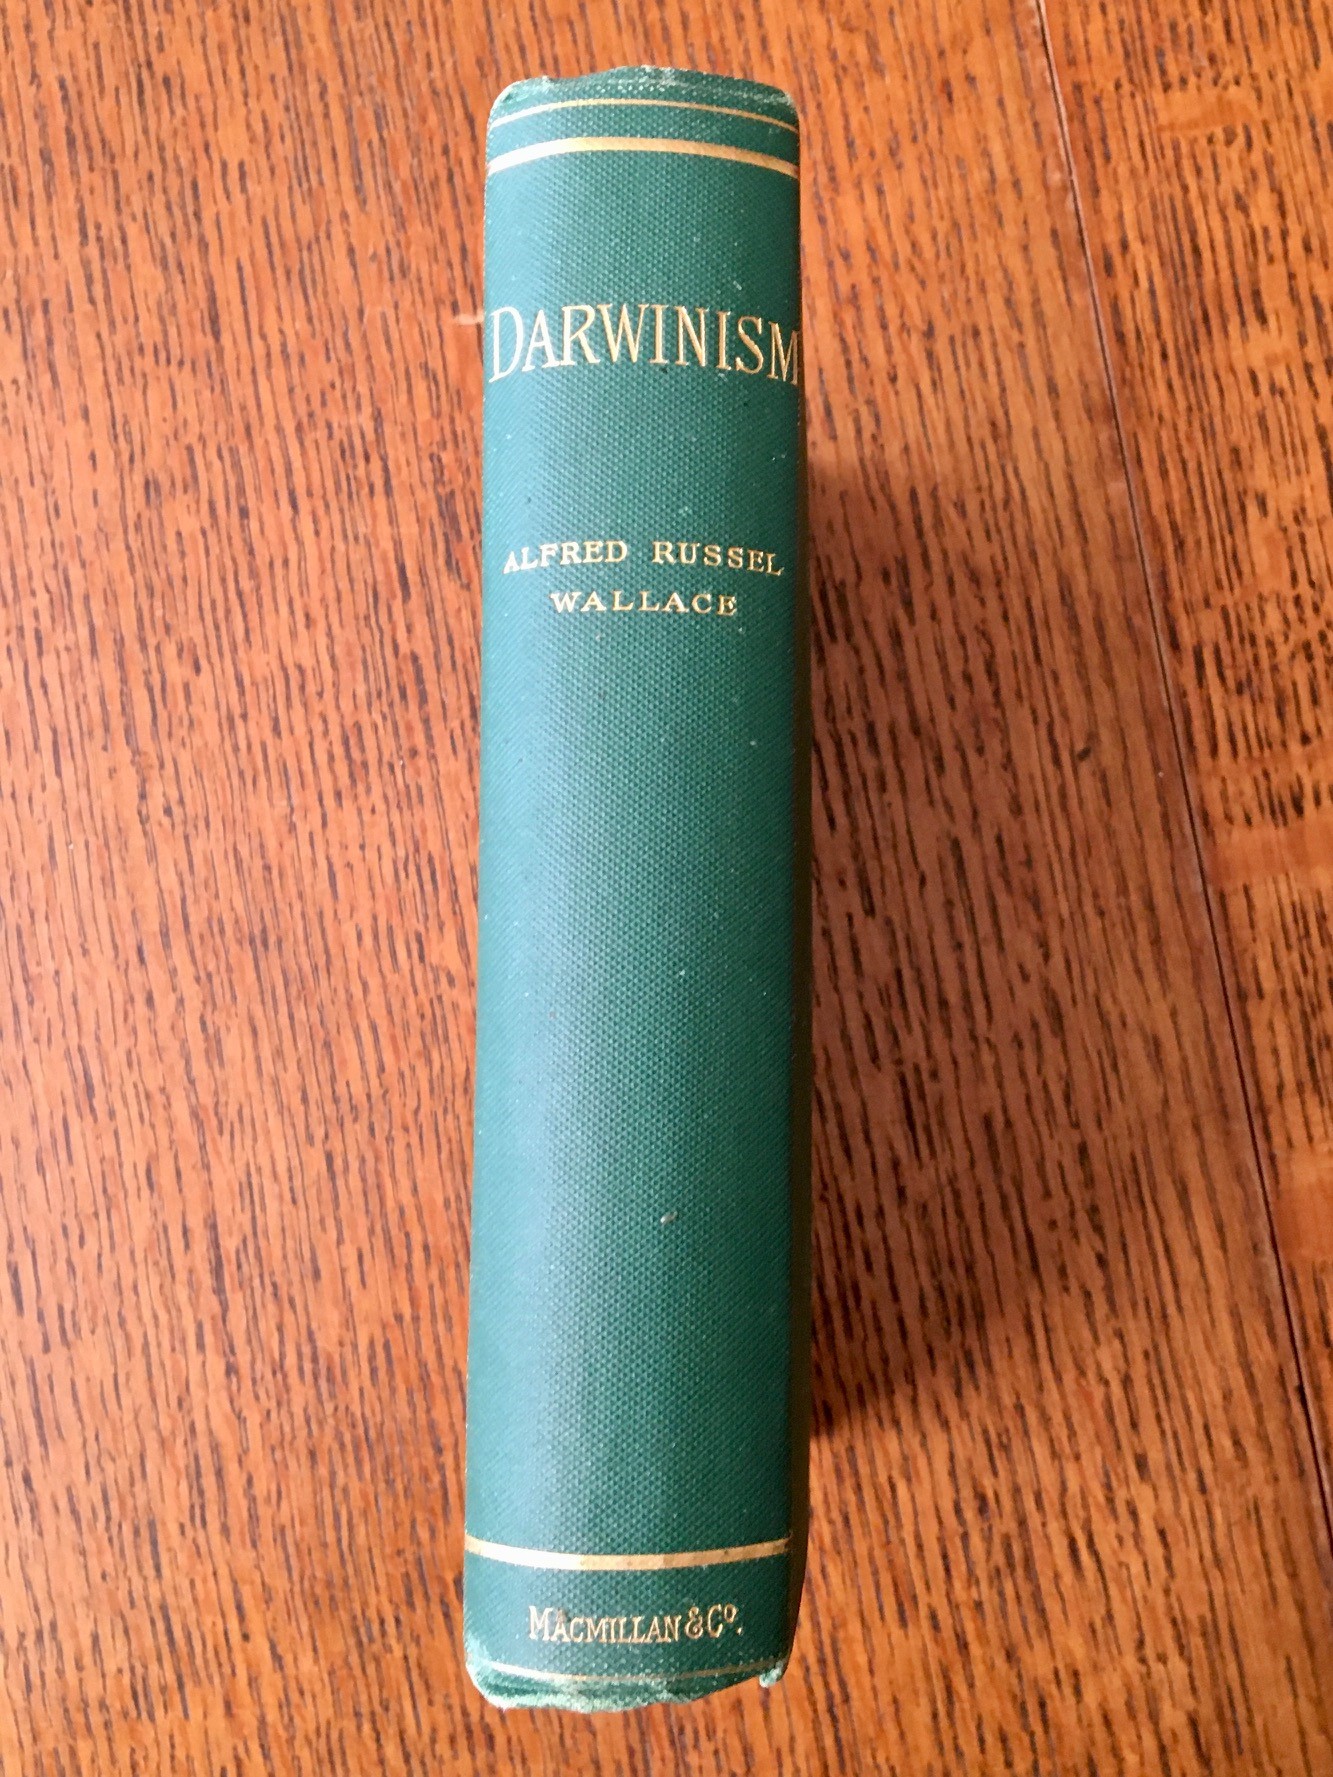 DARWINISM
ALFRED RUSSEL
WALLACE
MACMILLAN & Co.